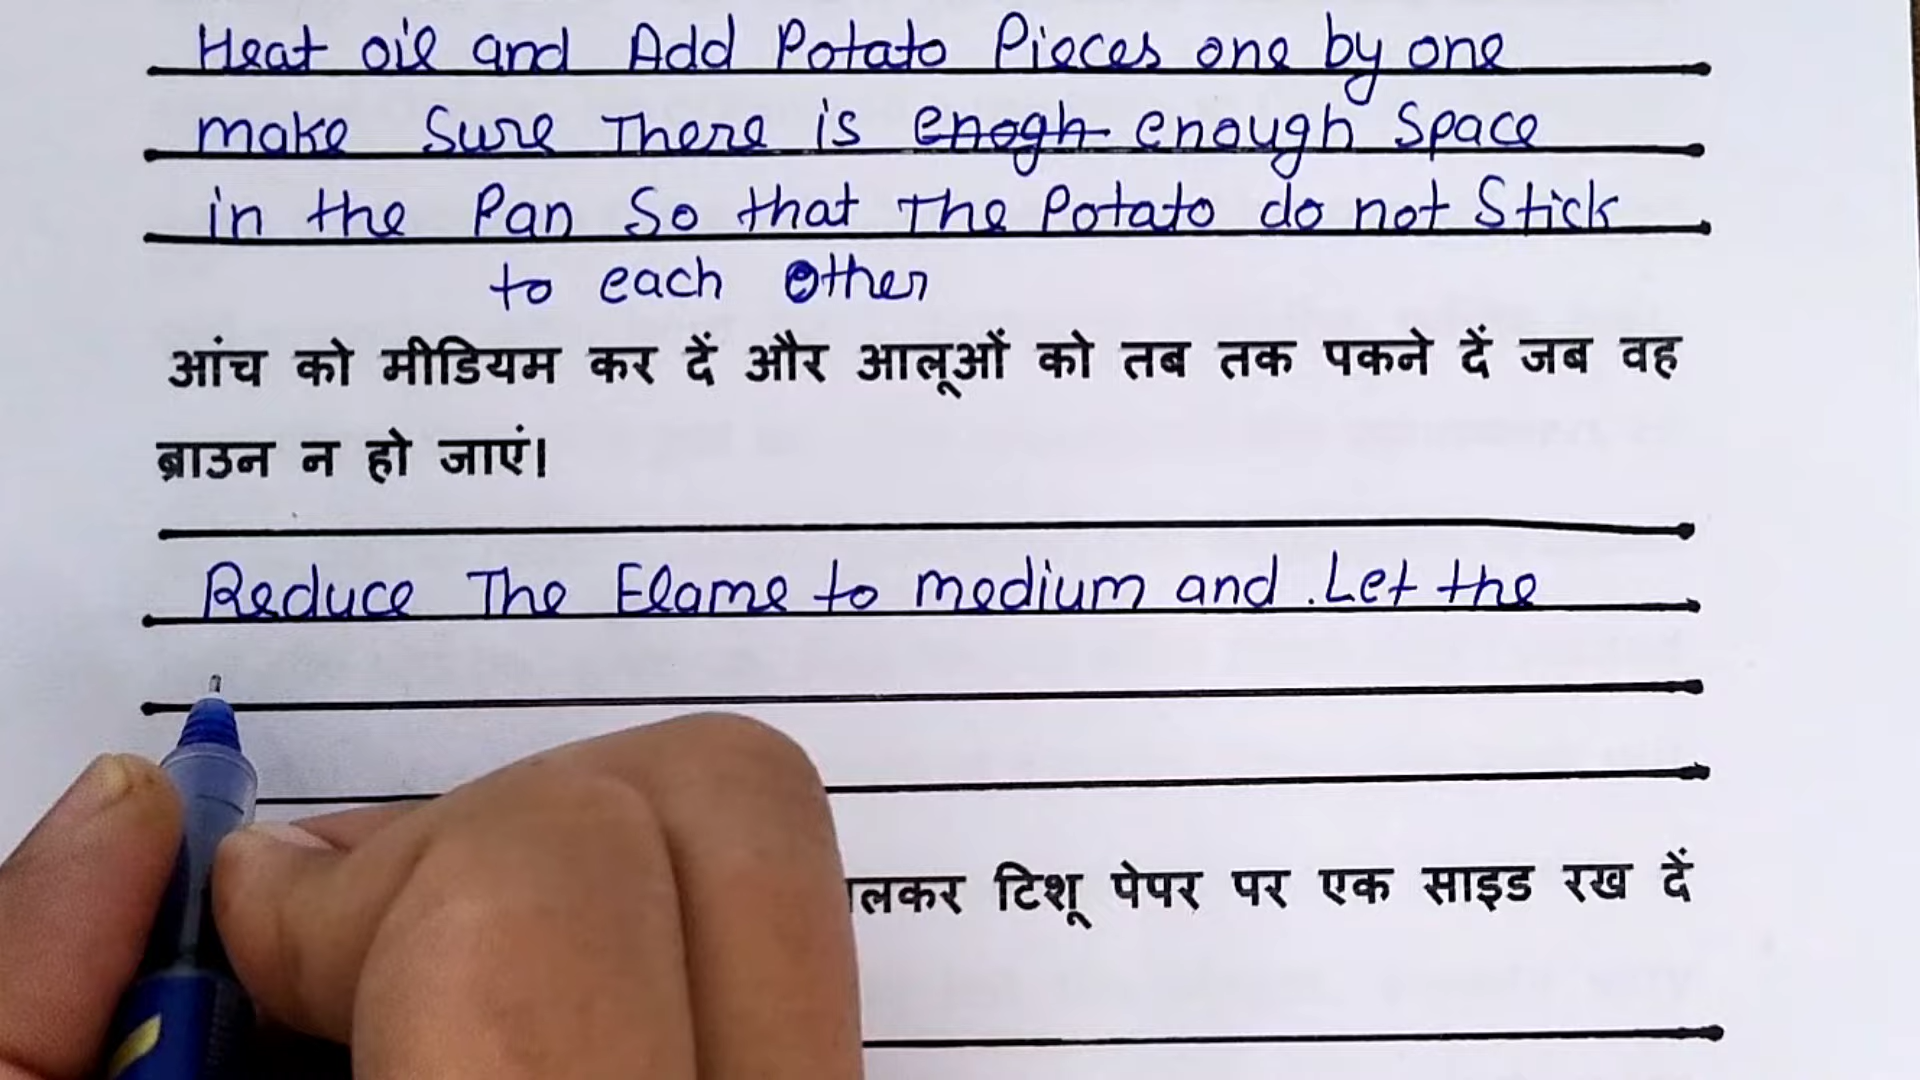 Heat oil and Add Potato Pieces one by one
make Sure There is enogh enough Space
in the Pan So that The Potato do not Stick
to each Other
आंच को मीडियम कर दें और आलूओं को तब तक पकने दें जब वह
ब्राउन न हो जाएं।
Reduce The Flame to medium and Let the
टिशू पेपर पर एक साइड रख दें